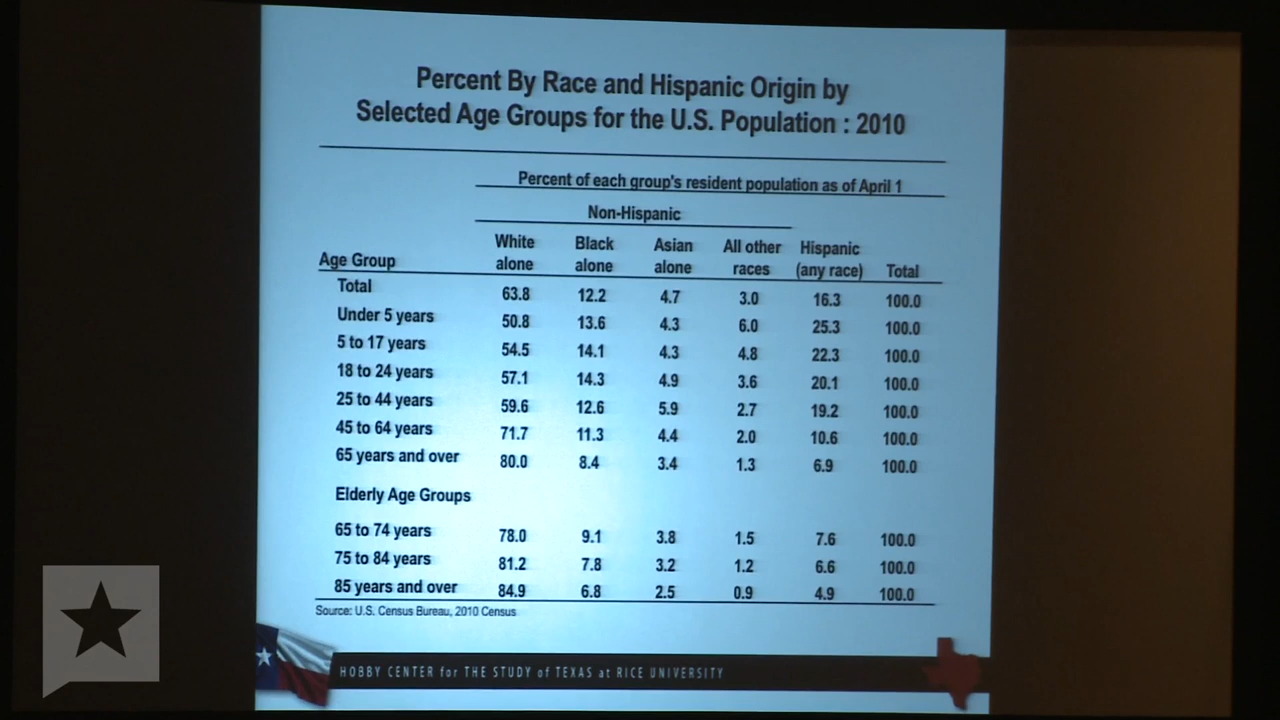 Percent By Race and Hispanic Origin by
Selected Age Groups for the U.S. Population : 2010
Percent of each group's resident population as of April 1
Non-Hispanic
Age Group White alone Black alone Asian alone All other races Hispanic (any race) Total
Total 63.8 12.2 4.7 3.0 16.3 100.0
Under 5 years 50.8 13.6 4.3 6.0 25.3 100.0
5 to 17 years 54.5 14.1 4.3 4.8 22.3 100.0
18 to 24 years 57.1 14.3 4.9 3.6 20.1 100.0
25 to 44 years 59.6 12.6 5.9 2.7 19.2 100.0
45 to 64 years 71.7 11.3 4.4 2.0 10.6 100.0
65 years and over 80.0 8.4 3.4 1.3 6.9 100.0
Elderly Age Groups
65 to 74 years 78.0 9.1 3.8 1.5 7.6 100.0
75 to 84 years 81.2 7.8 3.2 1.2 6.6 100.0
85 years and over 84.9 6.8 2.5 0.9 4.9 100.0
Source: U.S. Census Bureau, 2010 Census
HOBBY CENTER for THE STUDY of TEXAS at RICE UNIVERSITY